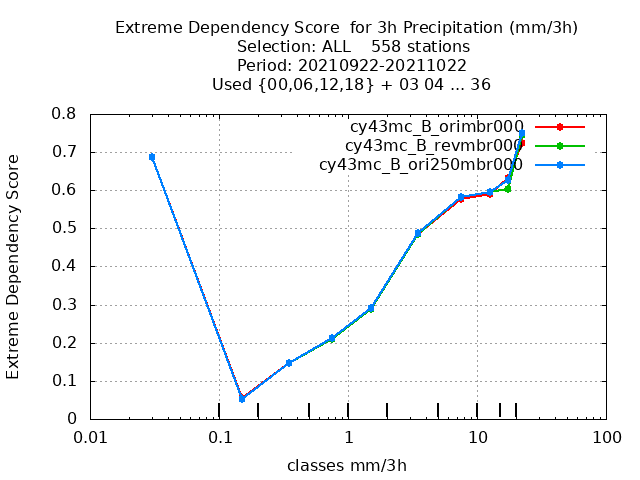 Extreme Dependency Score  for 3h Precipitation (mm/3h)
Selection: ALL    558 stations
Period: 20210922-20211022
Used {00,06,12,18} + 03 04 ... 36
cy43mc_B_orimbr000
cy43mc_B_revmbr000
cy43mc_B_ori250mbr000
Extreme Dependency Score
0.8
0.7
0.6
0.5
0.4
0.3
0.2
0.1
0
0.01
0.1
1
10
100
classes mm/3h